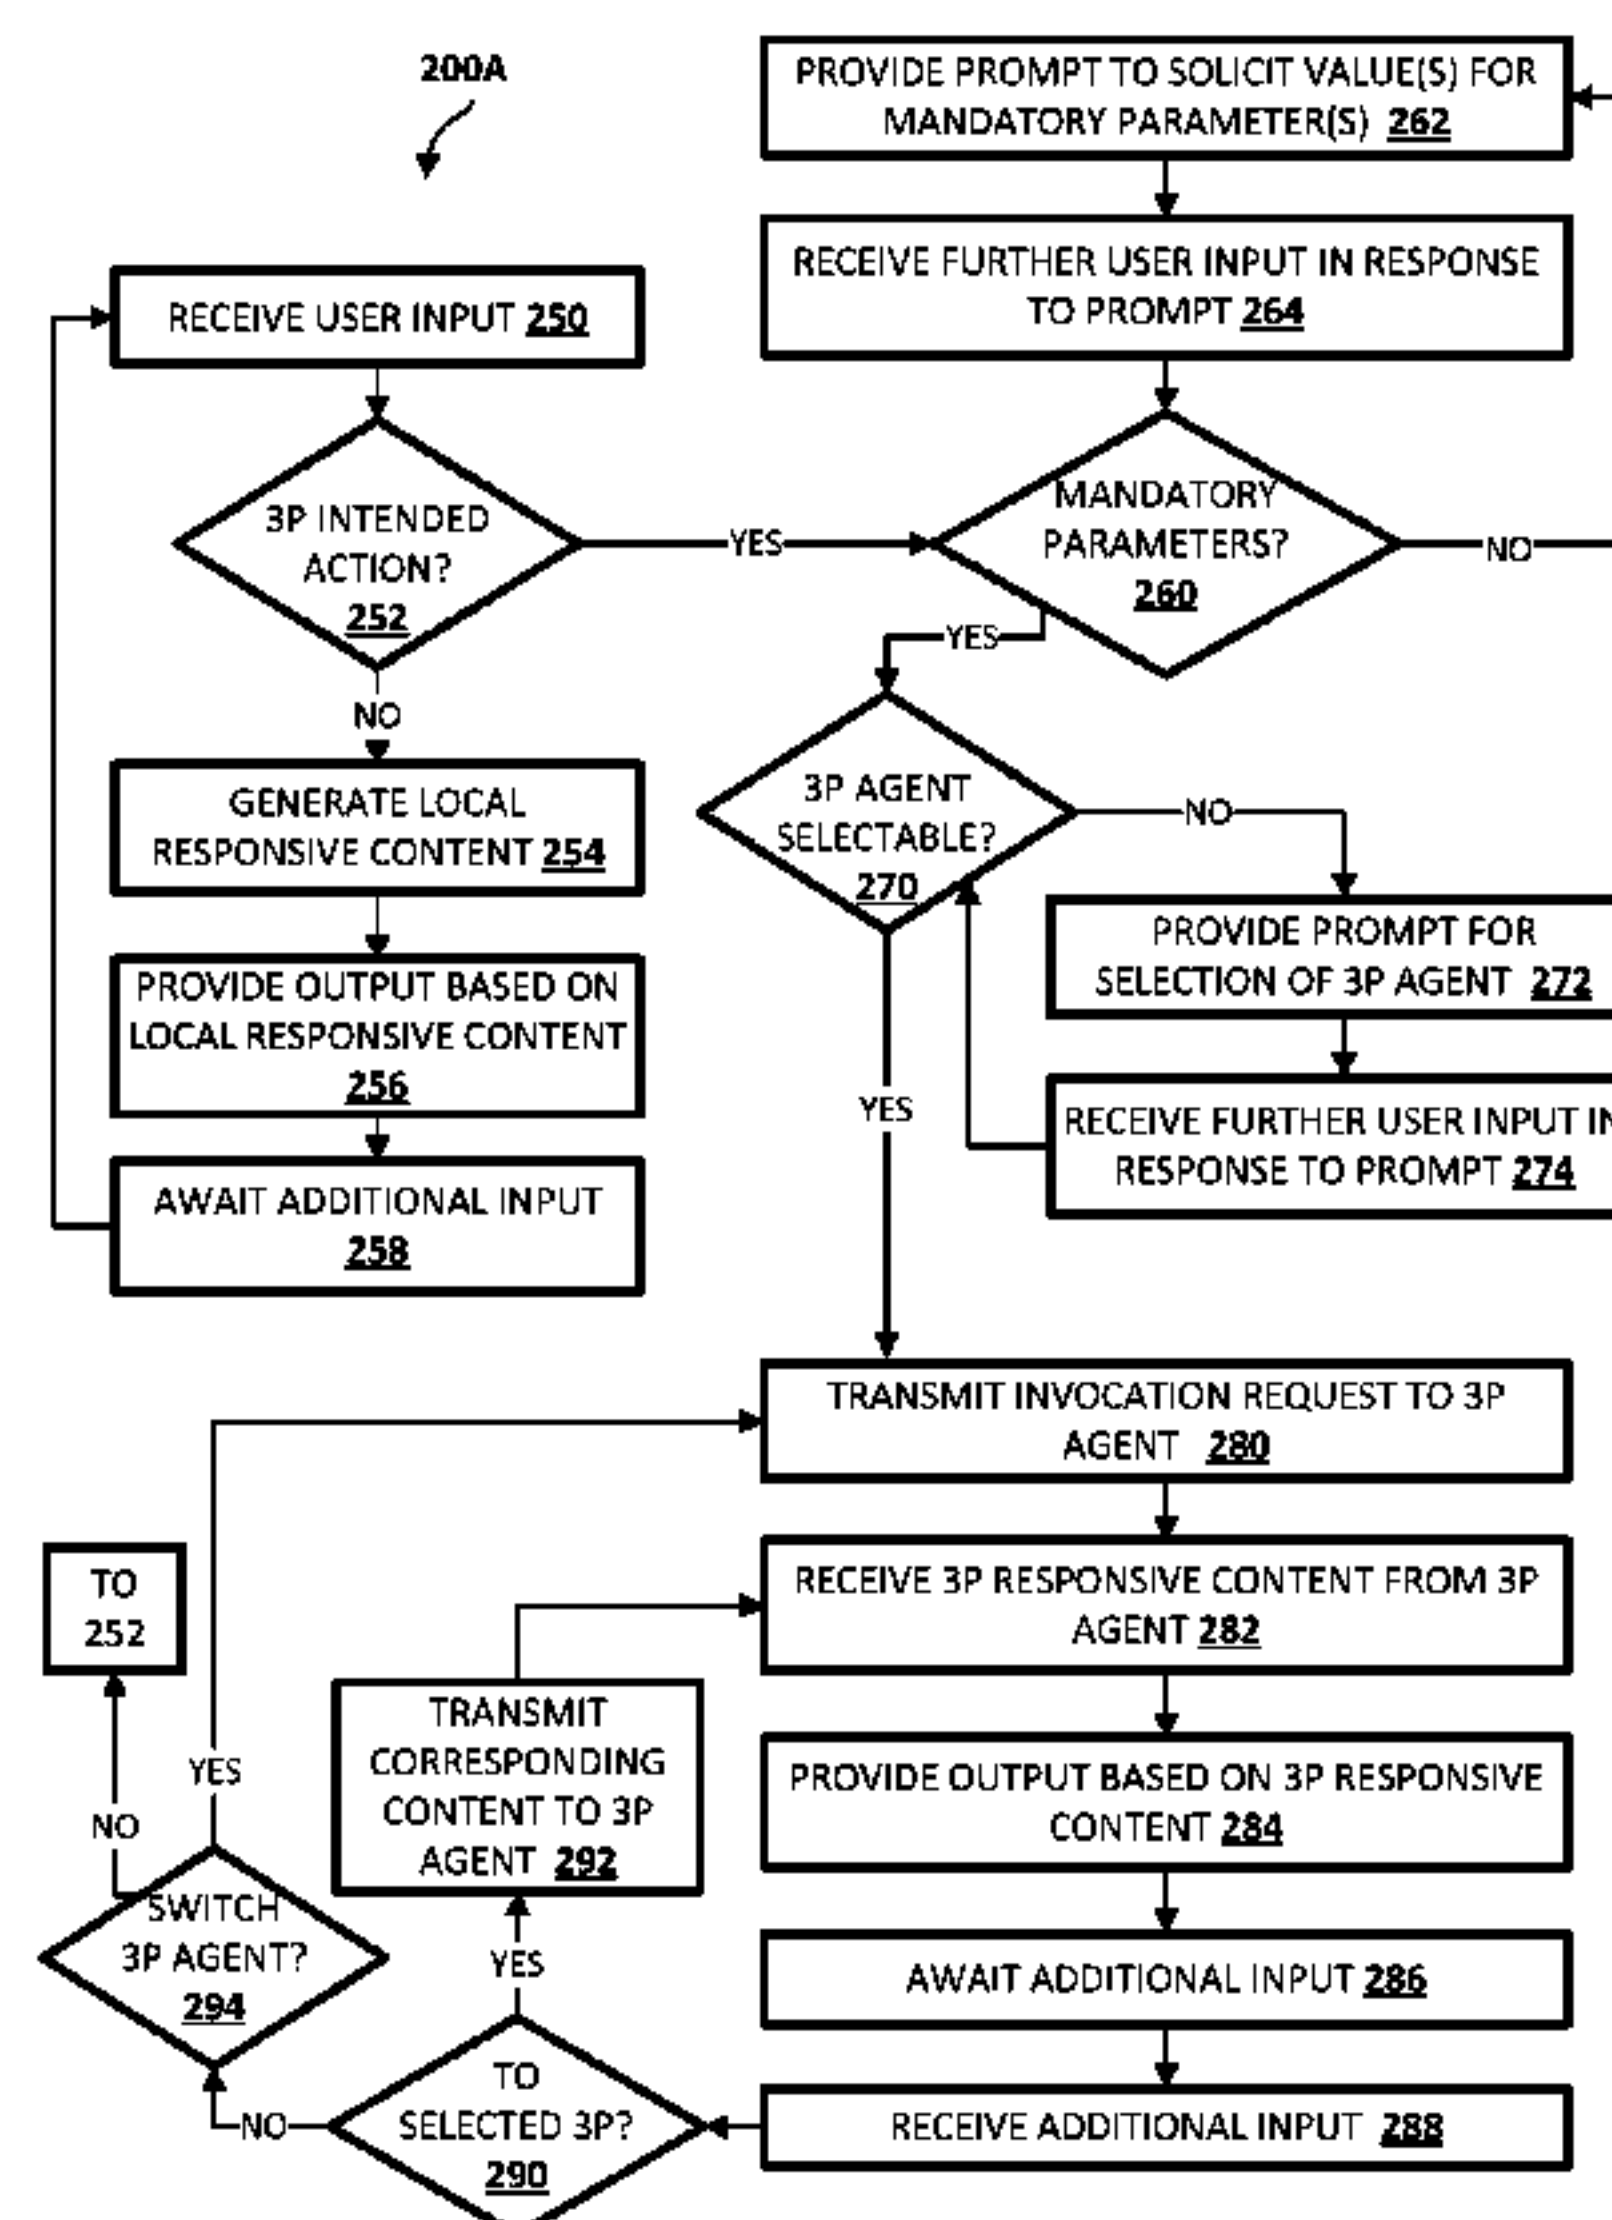 200A
PROVIDE PROMPT TO SOLICIT VALUE(S) FOR
MANDATORY PARAMETER(S) 262
RECEIVE FURTHER USER INPUT IN RESPONSE
TO PROMPT 264
RECEIVE USER INPUT 250
3P INTENDED
ACTION?
252
YES
MANDATORY
PARAMETERS?
260
NO
YES
NO
GENERATE LOCAL
RESPONSIVE CONTENT 254
3P AGENT
SELECTABLE?
270
NO
PROVIDE PROMPT FOR
SELECTION OF 3P AGENT 272
PROVIDE OUTPUT BASED ON
LOCAL RESPONSIVE CONTENT
256
YES
RECEIVE FURTHER USER INPUT IN
RESPONSE TO PROMPT 274
AWAIT ADDITIONAL INPUT
258
TRANSMIT INVOCATION REQUEST TO 3P
AGENT 280
RECEIVE 3P RESPONSIVE CONTENT FROM 3P
AGENT 282
TO
252
TRANSMIT
CORRESPONDING
CONTENT TO 3P
AGENT 292
YES
NO
PROVIDE OUTPUT BASED ON 3P RESPONSIVE
CONTENT 284
SWITCH
3P AGENT?
294
YES
AWAIT ADDITIONAL INPUT 286
TO
SELECTED 3P?
290
NO
RECEIVE ADDITIONAL INPUT 288